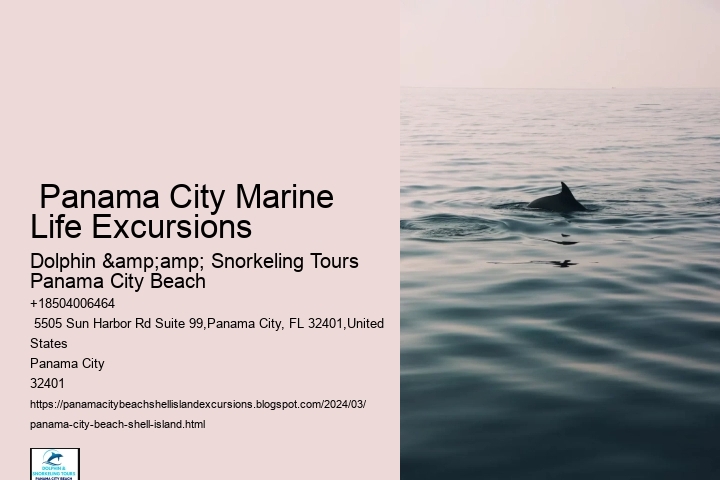 Panama City Marine
Life Excursions
Dolphin &amp;amp; Snorkeling Tours
Panama City Beach
+18504006464
5505 Sun Harbor Rd Suite 99,Panama City, FL 32401,United
States
Panama City
32401
https://panamacitybeachshellislandexcursions.blogspot.com/2024/03/
panama-city-beach-shell-island.html
DOLPHIN &
SNORKELING TOURS
PANAMA CITY BEACH